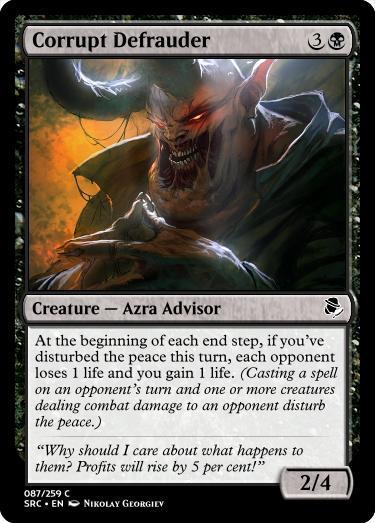 Corrupt Defrauder 3
Creature — Azra Advisor
At the beginning of each end step, if you've
disturbed the peace this turn, each opponent
loses 1 life and you gain 1 life. (Casting a spell
on an opponent's turn and one or more creatures
dealing combat damage to an opponent disturb
the peace.)
“Why should I care about what happens to
them? Profits will rise by 5 per cent!”
2/4
087/259 C
SRC • EN Nikolay Georgiev